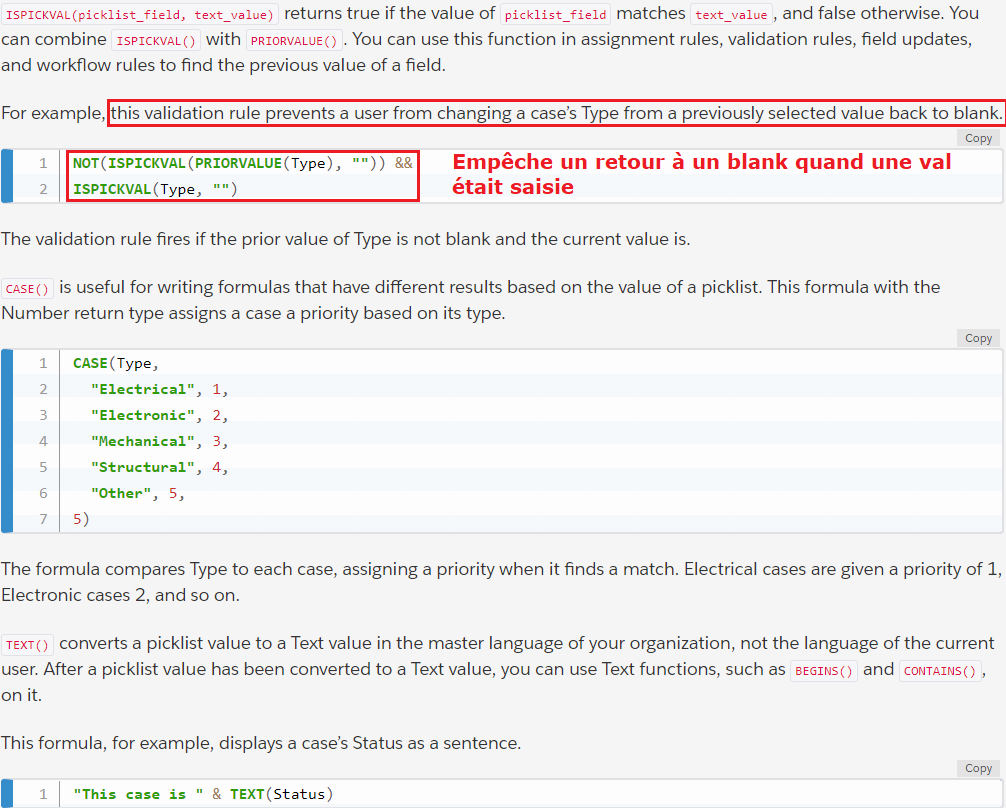 ISPICKVAL(picklist_field, text_value) returns true if the value of picklist_field matches text_value, and false otherwise. You
can combine ISPICKVAL() with PRIORVALUE(). You can use this function in assignment rules, validation rules, field updates,
and workflow rules to find the previous value of a field.
For example, this validation rule prevents a user from changing a case’s Type from a previously selected value back to blank.
Copy
1 NOT(ISPICKVAL(PRIORVALUE(Type), "")) &&
2 ISPICKVAL(Type, "")
Empêche un retour à un blank quand une val
était saisie
The validation rule fires if the prior value of Type is not blank and the current value is.
CASE() is useful for writing formulas that have different results based on the value of a picklist. This formula with the
Number return type assigns a case a priority based on its type.
Copy
1 CASE(Type,
2 "Electrical", 1,
3 "Electronic", 2,
4 "Mechanical", 3,
5 "Structural", 4,
6 "Other", 5,
7 5)
The formula compares Type to each case, assigning a priority when it finds a match. Electrical cases are given a priority of 1,
Electronic cases 2, and so on.
TEXT() converts a picklist value to a Text value in the master language of your organization, not the language of the current
user. After a picklist value has been converted to a Text value, you can use Text functions, such as BEGINS() and CONTAINS(),
on it.
This formula, for example, displays a case’s Status as a sentence.
Copy
1 "This case is " & TEXT(Status)